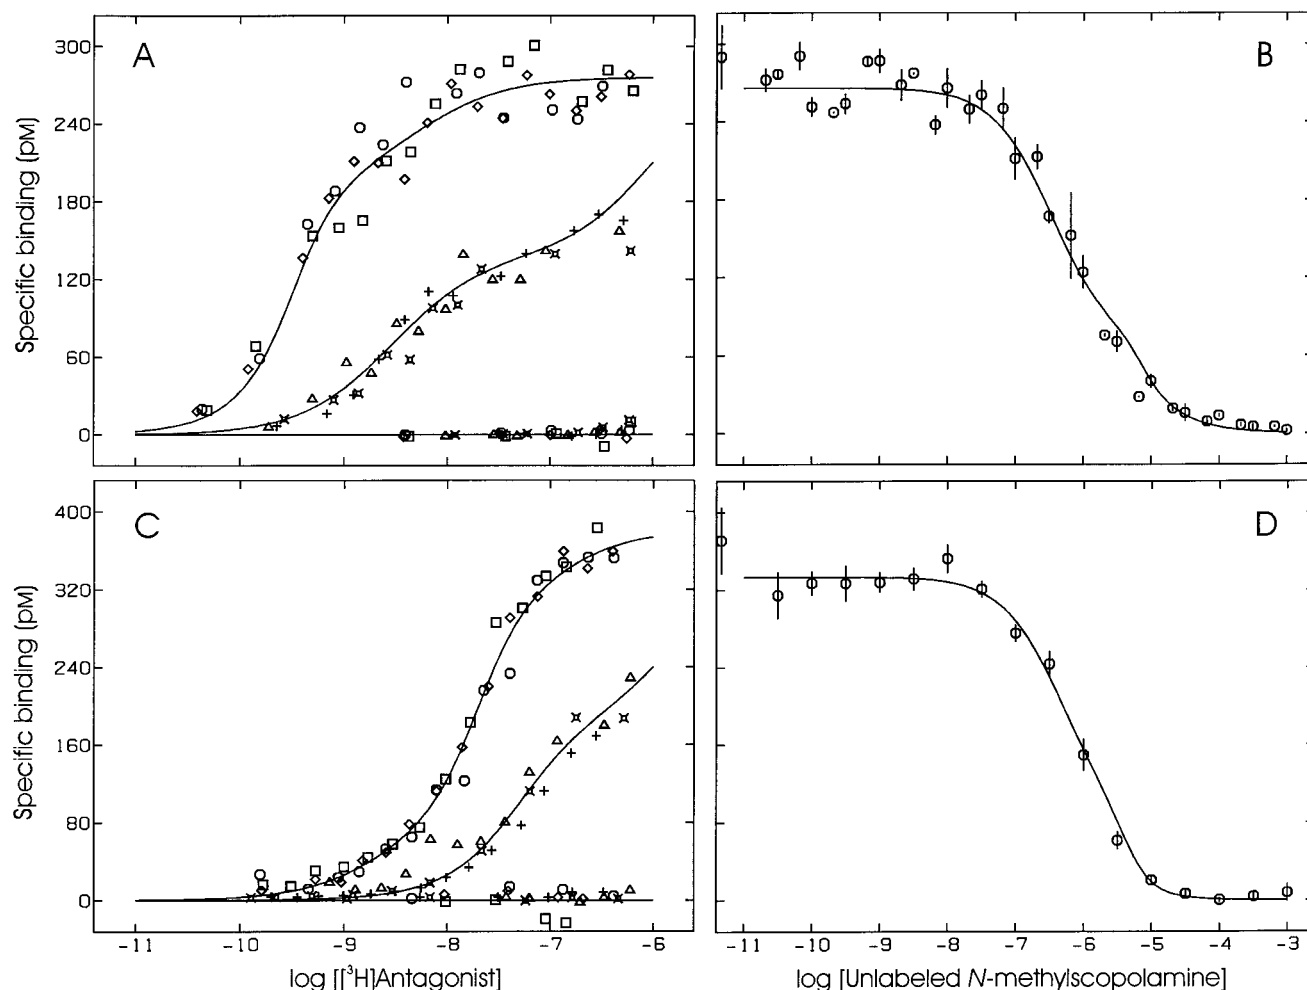 A
B
Specific binding (pM)
300
240
180
120
60
0
C
D
Specific binding (pM)
400
320
240
160
80
0
-11 -10 -9 -8 -7 -6
-11 -10 -9 -8 -7 -6 -5 -4 -3
log [[³H]Antagonist]
log [Unlabeled N-methylscopolamine]